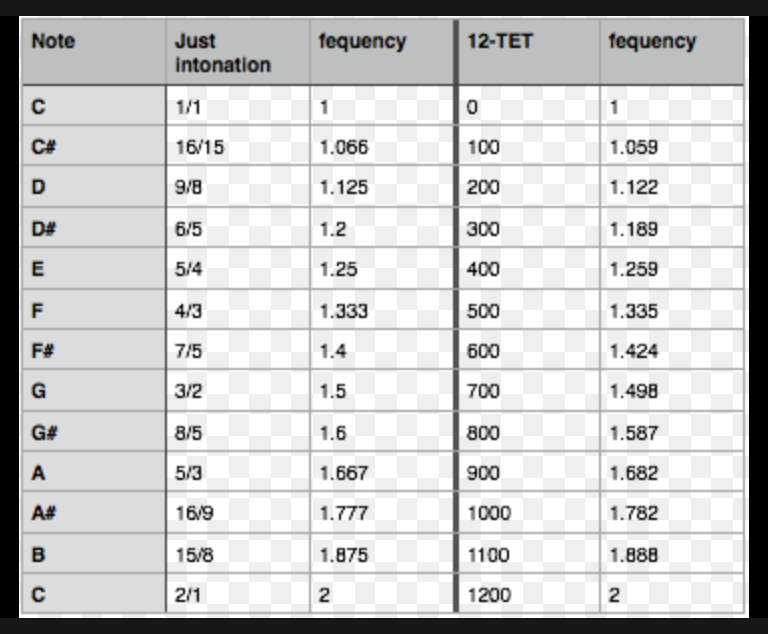 Note Just intonation fequency 12-TET fequency
C 1/1 1 0 1
C# 16/15 1.066 100 1.059
D 9/8 1.125 200 1.122
D# 6/5 1.2 300 1.189
E 5/4 1.25 400 1.259
F 4/3 1.333 500 1.335
F# 7/5 1.4 600 1.424
G 3/2 1.5 700 1.498
G# 8/5 1.6 800 1.587
A 5/3 1.667 900 1.682
A# 16/9 1.777 1000 1.782
B 15/8 1.875 1100 1.888
C 2/1 2 1200 2